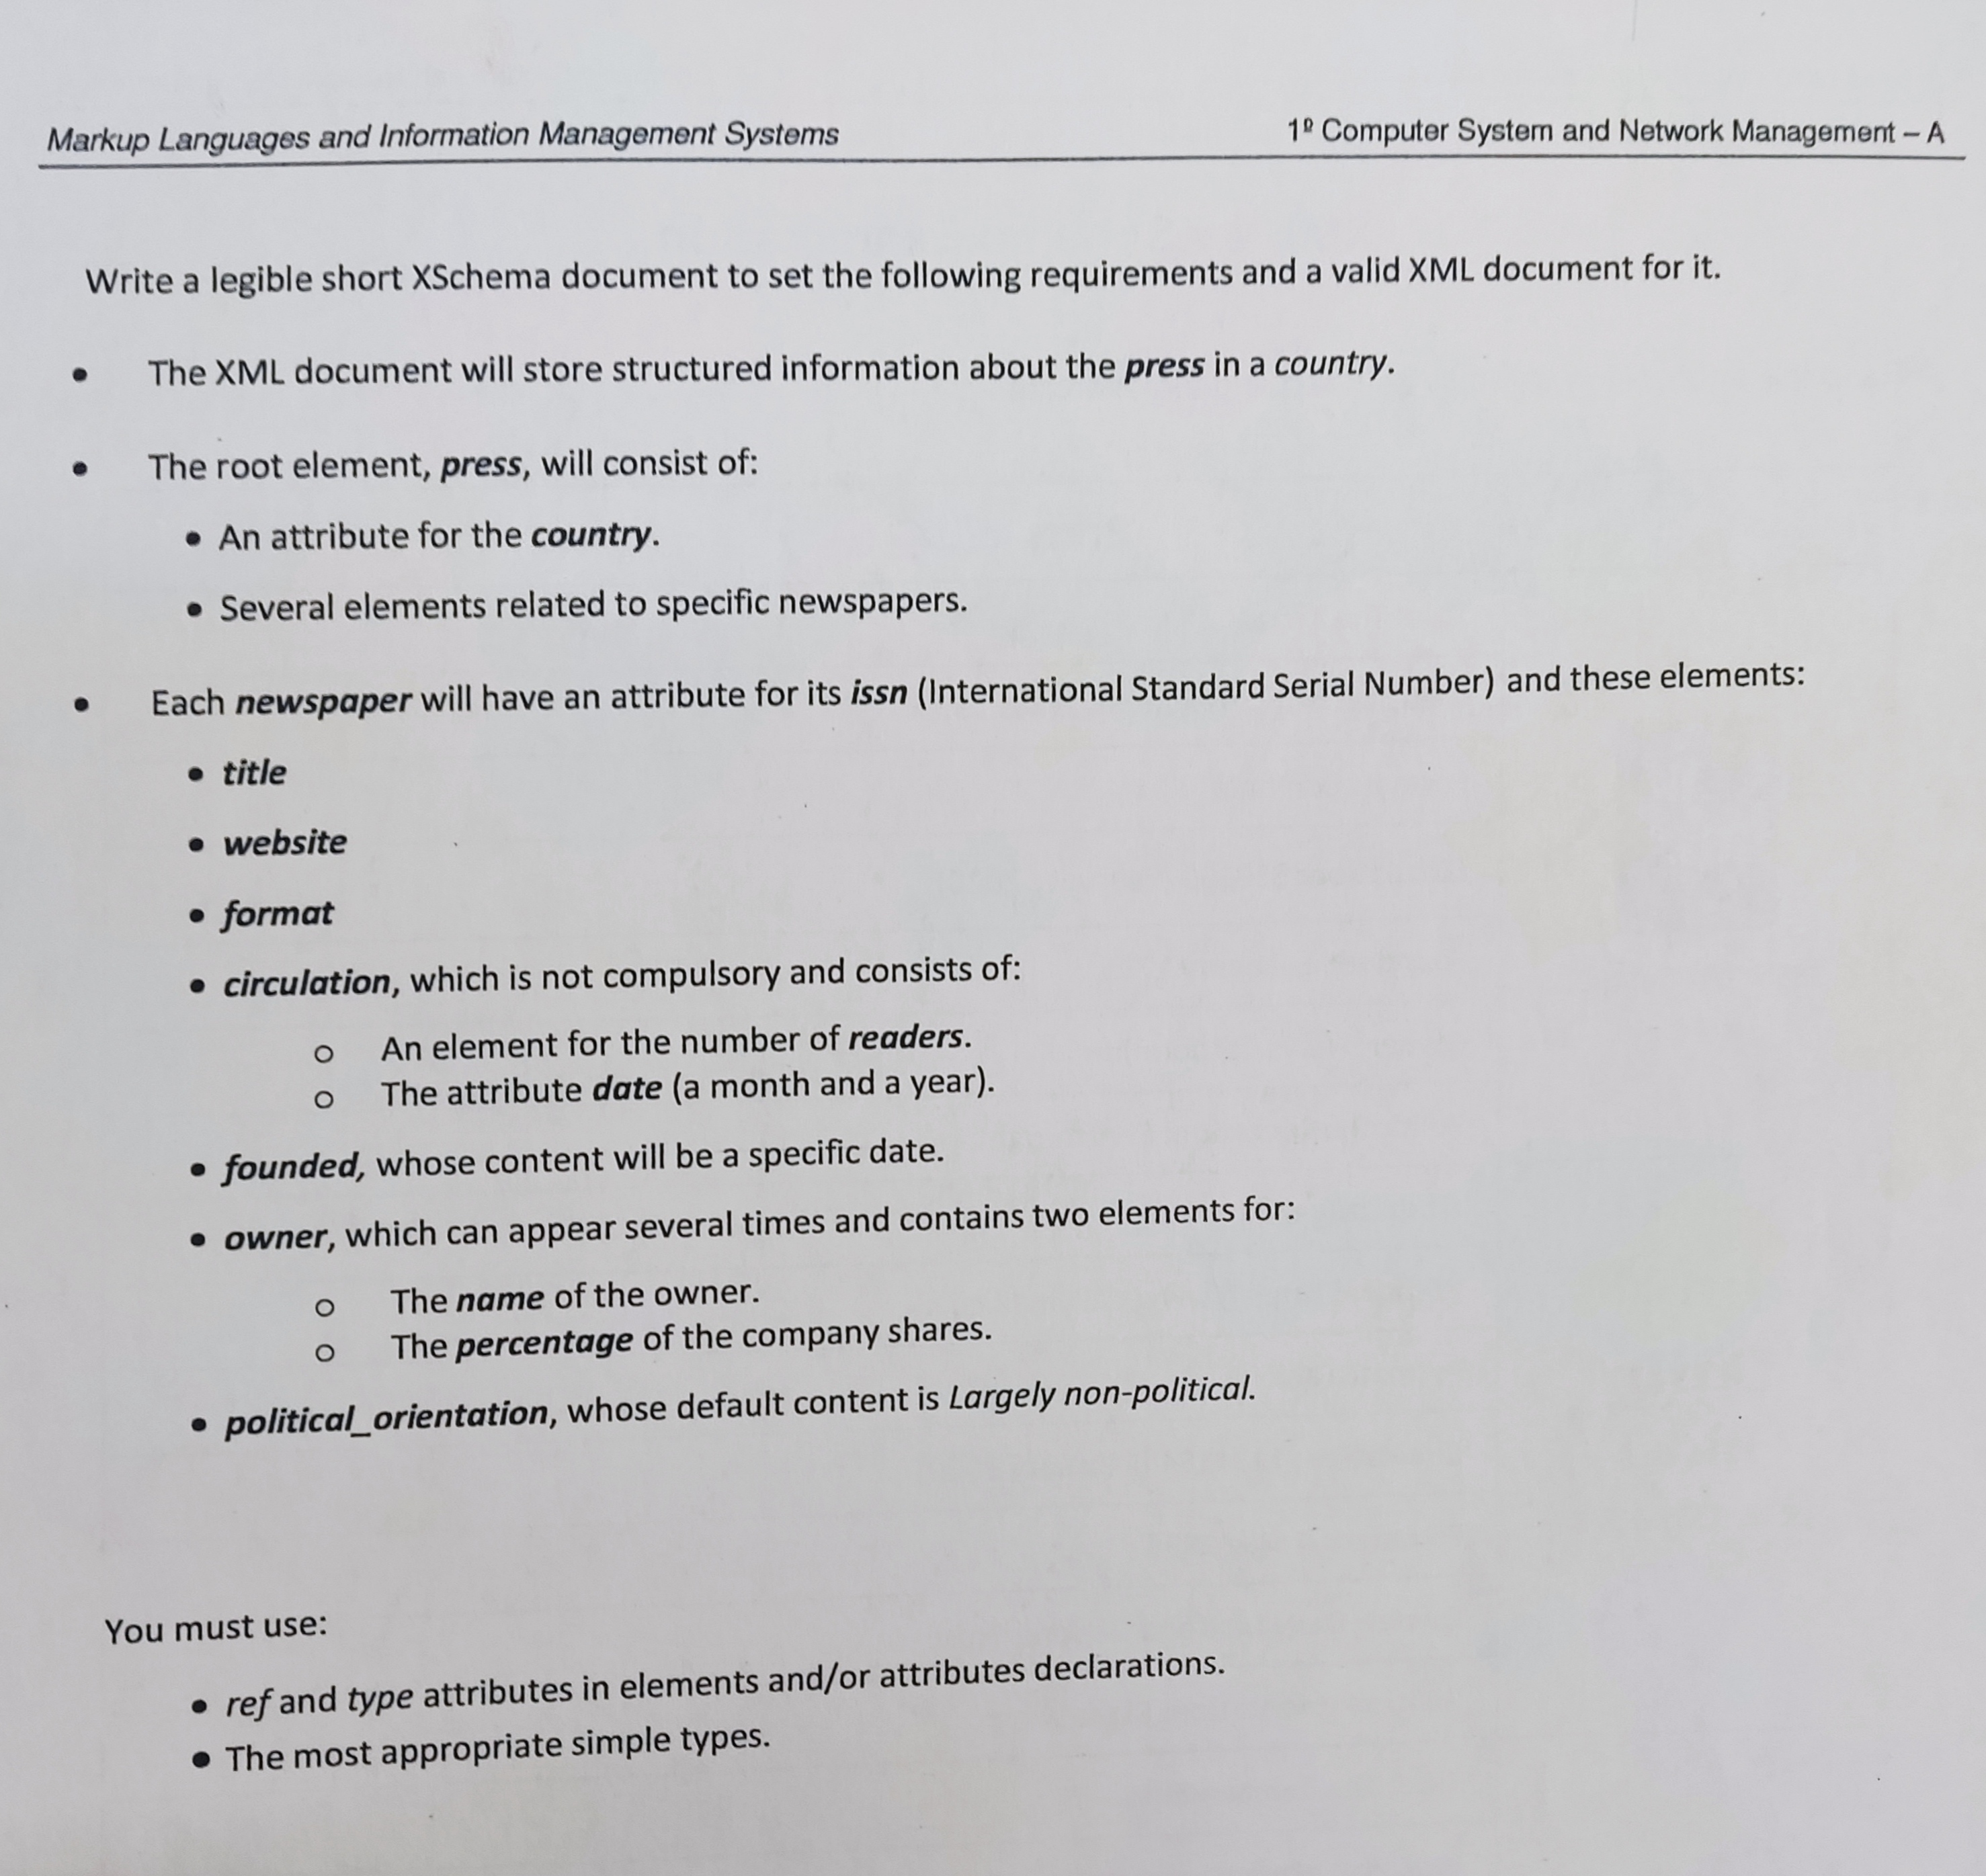 Markup Languages and Information Management Systems 1º Computer System and Network Management – A
Write a legible short XSchema document to set the following requirements and a valid XML document for it.
• The XML document will store structured information about the press in a country.
• The root element, press, will consist of:
• An attribute for the country.
• Several elements related to specific newspapers.
• Each newspaper will have an attribute for its issn (International Standard Serial Number) and these elements:
• title
• website
• format
• circulation, which is not compulsory and consists of:
o An element for the number of readers.
o The attribute date (a month and a year).
• founded, whose content will be a specific date.
• owner, which can appear several times and contains two elements for:
o The name of the owner.
o The percentage of the company shares.
• political_orientation, whose default content is Largely non-political.
You must use:
• ref and type attributes in elements and/or attributes declarations.
• The most appropriate simple types.